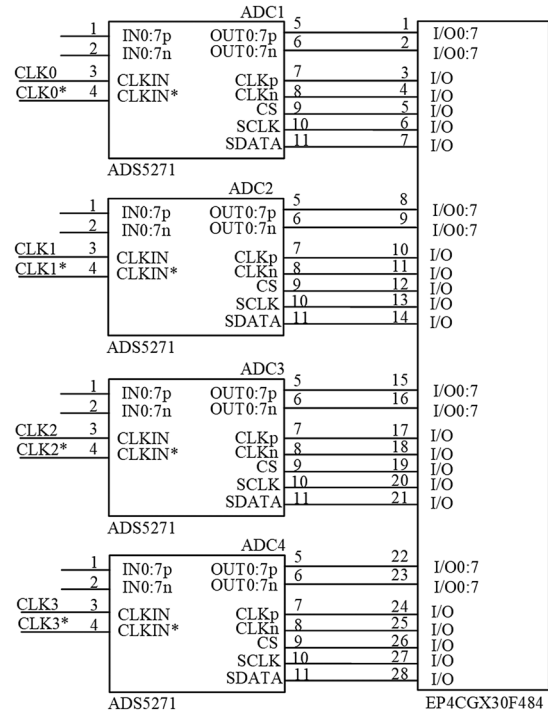 ADC1
1 IN0:7p OUT0:7p 5 1 I/O0:7
2 IN0:7n OUT0:7n 6 2 I/O0:7
CLK0 3 CLKIN CLKp 7 3 I/O
CLK0* 4 CLKIN* CLKn 8 4 I/O
CS 9 5 I/O
SCLK 10 6 I/O
SDATA 11 7 I/O
ADS5271
ADC2
1 IN0:7p OUT0:7p 5 8 I/O0:7
2 IN0:7n OUT0:7n 6 9 I/O0:7
CLK1 3 CLKIN CLKp 7 10 I/O
CLK1* 4 CLKIN* CLKn 8 11 I/O
CS 9 12 I/O
SCLK 10 13 I/O
SDATA 11 14 I/O
ADS5271
ADC3
1 IN0:7p OUT0:7p 5 15 I/O0:7
2 IN0:7n OUT0:7n 6 16 I/O0:7
CLK2 3 CLKIN CLKp 7 17 I/O
CLK2* 4 CLKIN* CLKn 8 18 I/O
CS 9 19 I/O
SCLK 10 20 I/O
SDATA 11 21 I/O
ADS5271
ADC4
1 IN0:7p OUT0:7p 5 22 I/O0:7
2 IN0:7n OUT0:7n 6 23 I/O0:7
CLK3 3 CLKIN CLKp 7 24 I/O
CLK3* 4 CLKIN* CLKn 8 25 I/O
CS 9 26 I/O
SCLK 10 27 I/O
SDATA 11 28 I/O
ADS5271 EP4CGX30F484